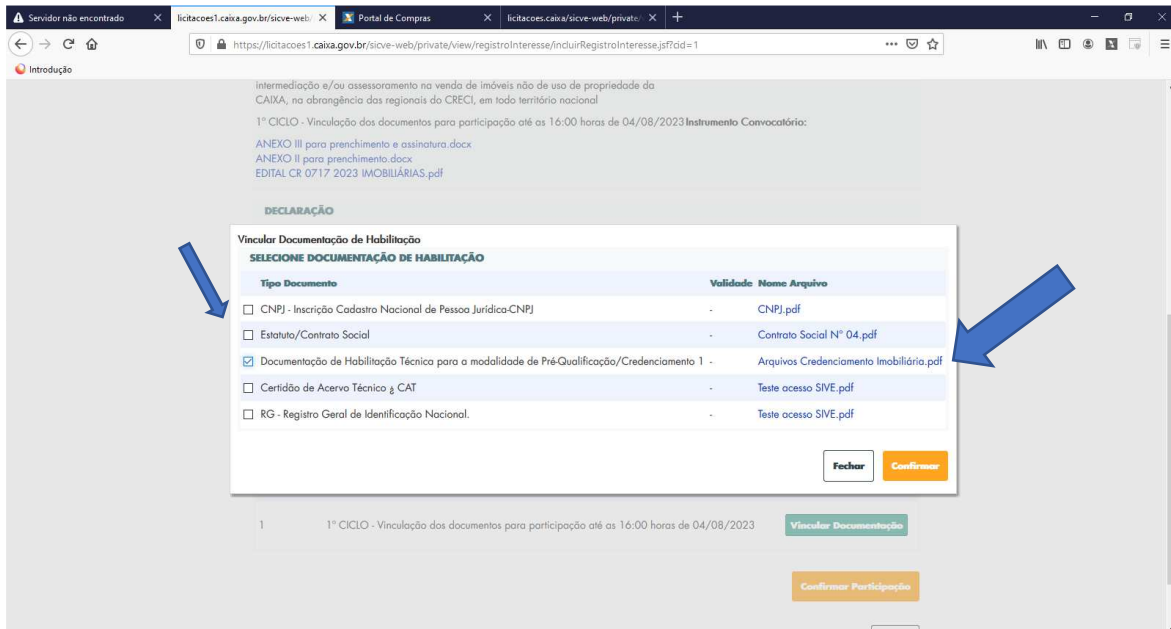 Servidor não encontrado
licitacoes1.caixa.gov.br/sicve-web/
Portal de Compras
licitacoes.caixa/sicve-web/private/
https://licitacoes1.caixa.gov.br/sicve-web/private/view/registroInteresse/incluirRegistroInteresse.jsf?cid=1
Introdução
intermediação e/ou assessoramento na venda de imóveis não de uso de propriedade da
CAIXA, na abrangência das regionais do CRECI, em todo território nacional
1º CICLO - Vinculação dos documentos para participação até as 16:00 horas de 04/08/2023 Instrumento Convocatório:
ANEXO III para prenchimento e assinatura.docx
ANEXO II para prenchimento.docx
EDITAL CR 0717 2023 IMOBILIÁRIAS.pdf
DECLARAÇÃO
Vincular Documentação de Habilitação
SELECIONE DOCUMENTAÇÃO DE HABILITAÇÃO
Tipo Documento Validade Nome Arquivo
CNPJ - Inscrição Cadastro Nacional de Pessoa Jurídica-CNPJ - CNPJ.pdf
Estatuto/Contrato Social - Contrato Social Nº 04.pdf
Documentação de Habilitação Técnica para a modalidade de Pré-Qualificação/Credenciamento 1 - Arquivos Credenciamento Imobiliária.pdf
Certidão de Acervo Técnico ¿ CAT - Teste acesso SIVE.pdf
RG - Registro Geral de Identificação Nacional. - Teste acesso SIVE.pdf
Fechar Confirmar
1 1º CICLO - Vinculação dos documentos para participação até as 16:00 horas de 04/08/2023 Vincular Documentação
Confirmar Participação